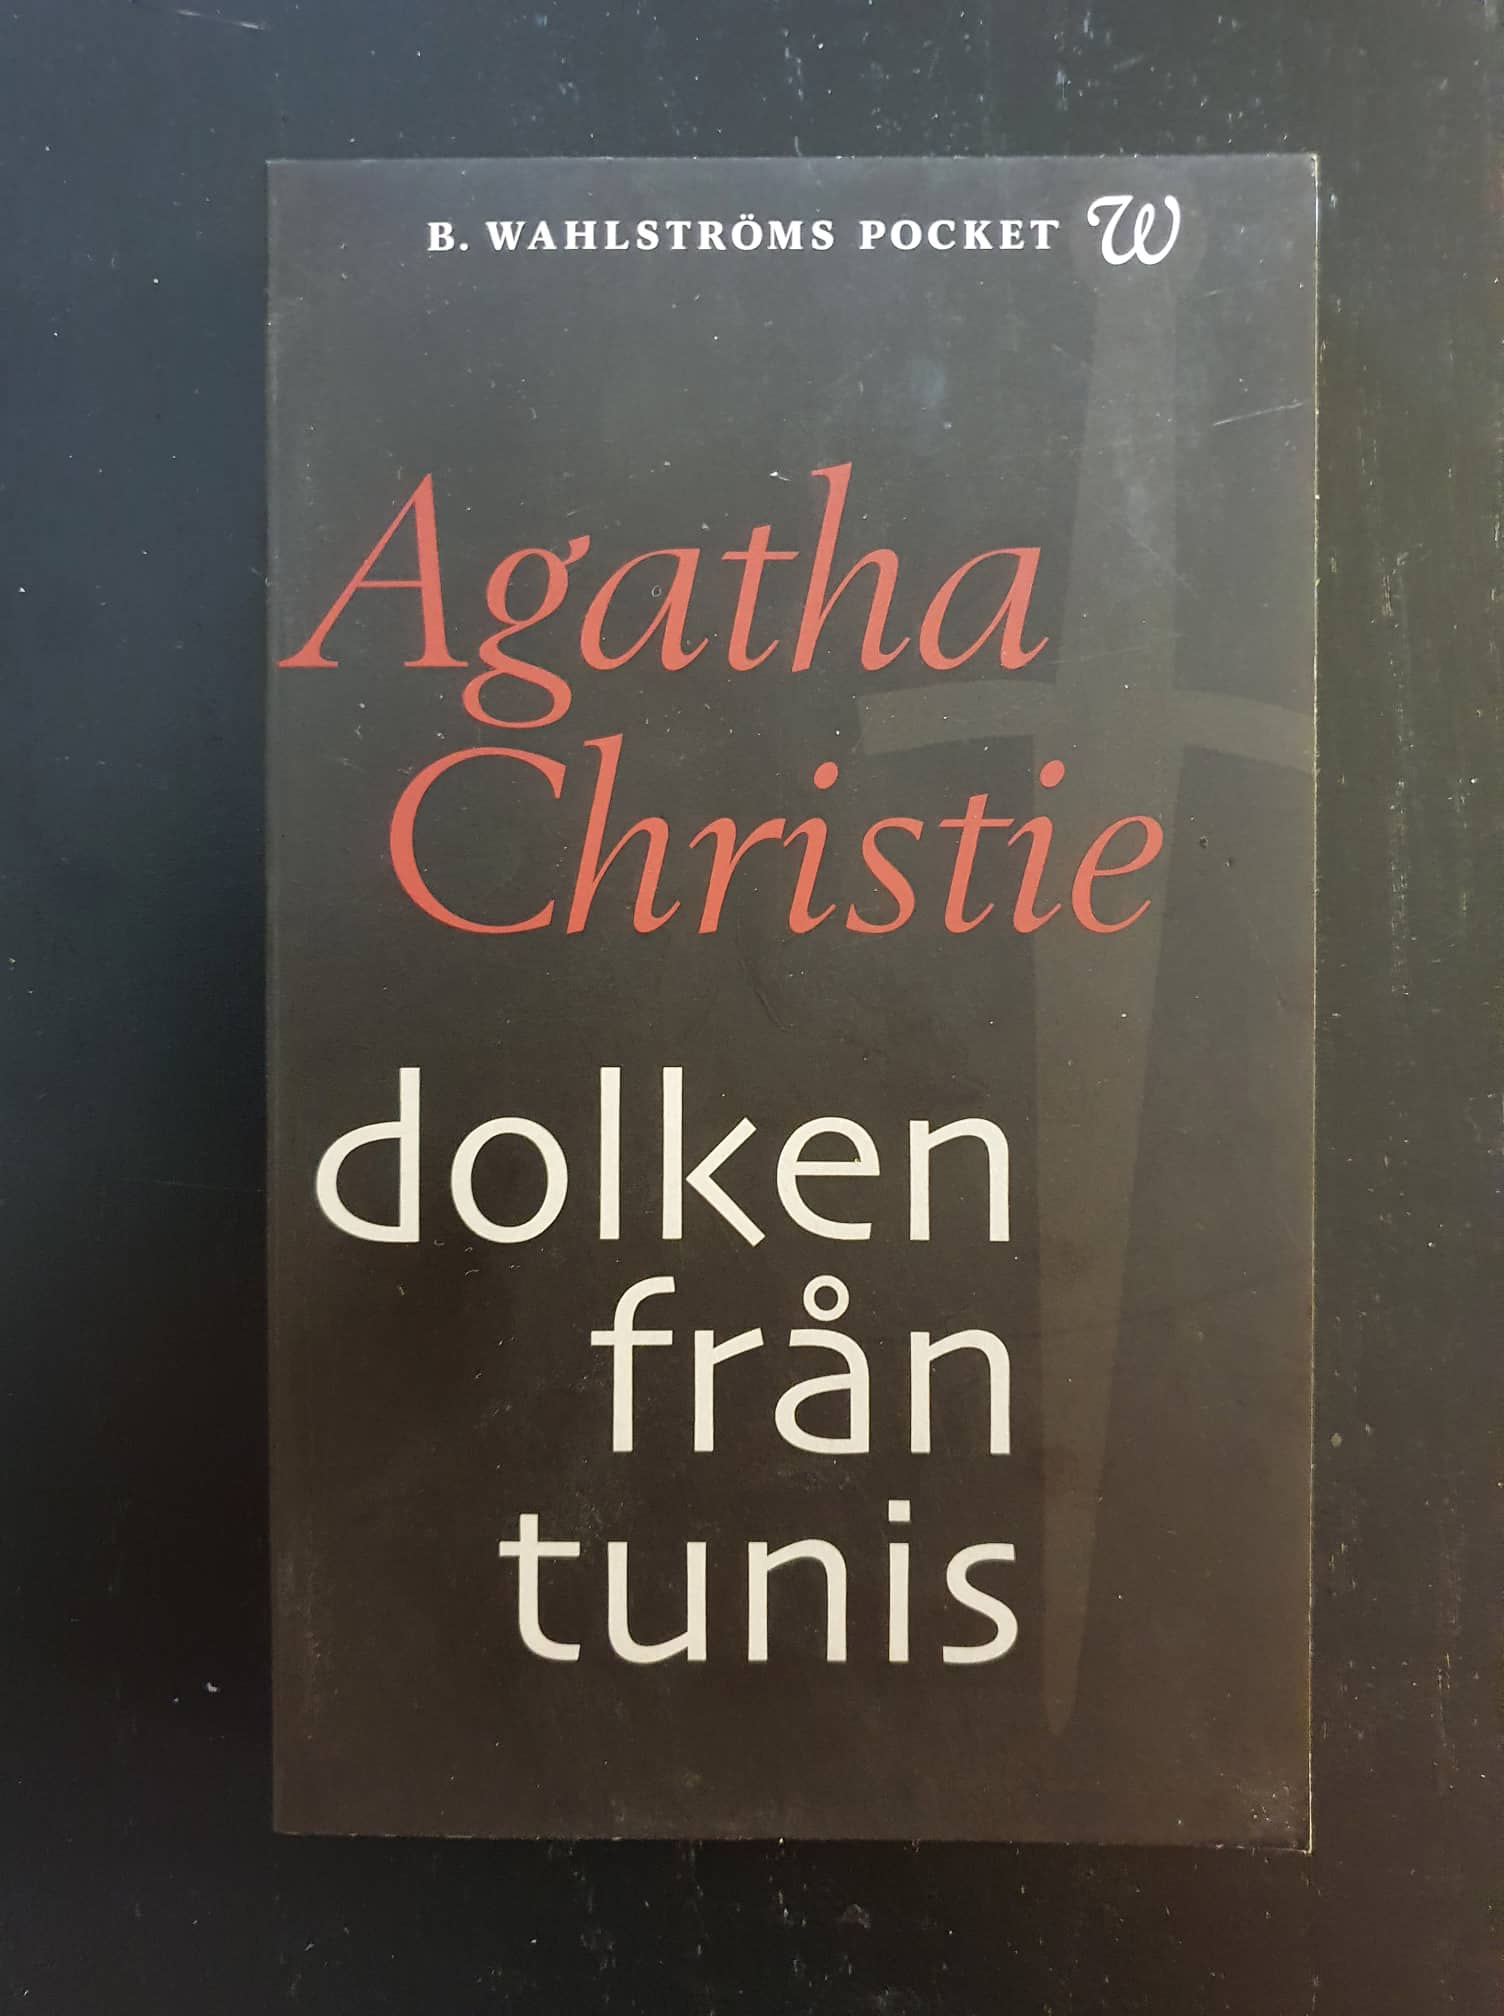 B. WAHLSTRÖMS POCKET W
Agatha
Christie
dolken
från
tunis